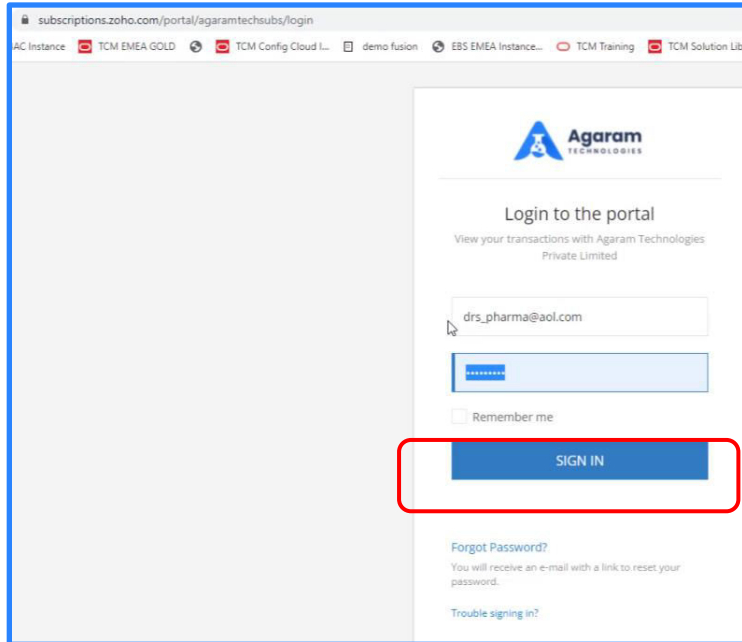 subscriptions.zoho.com/portal/agaramtechsubs/login
AC Instance TCM EMEA GOLD TCM Config Cloud I... demo fusion EBS EMEA Instance... TCM Training TCM Solution Lib
Agaram
TECHNOLOGIES
Login to the portal
View your transactions with Agaram Technologies
Private Limited
drs_pharma@aol.com
•••••••••
Remember me
SIGN IN
Forgot Password?
You will receive an e-mail with a link to reset your
password.
Trouble signing in?